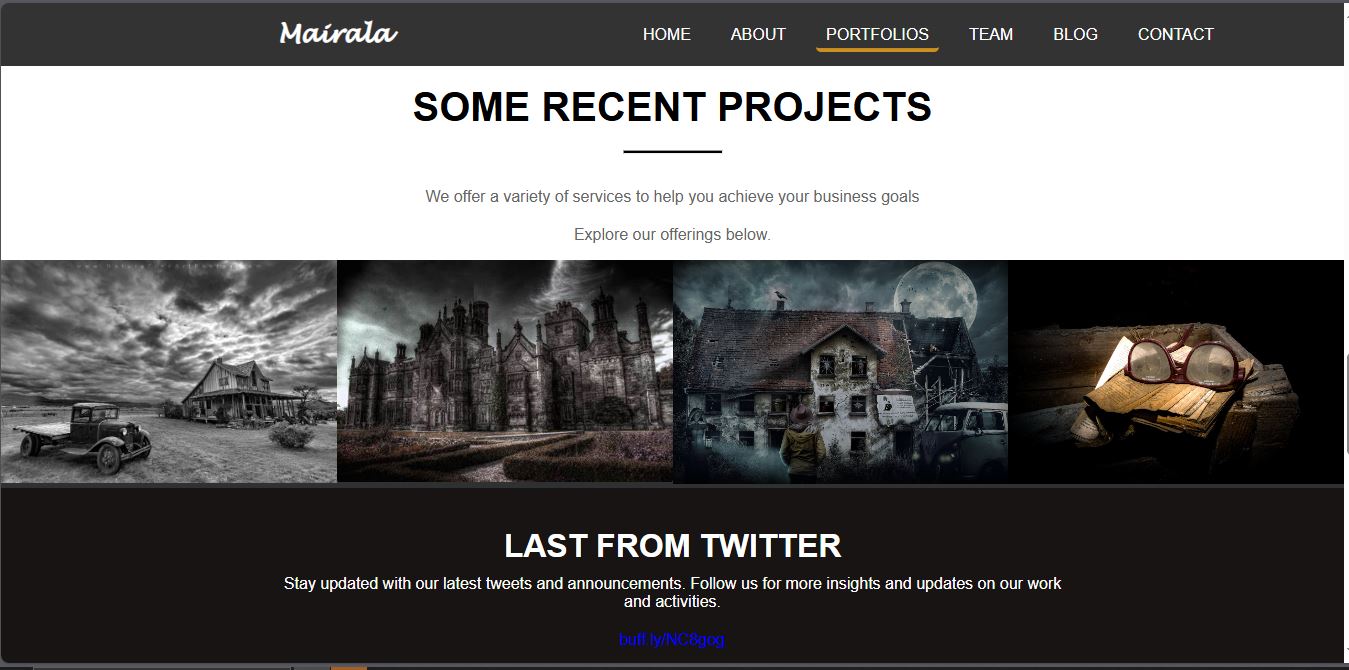 Mairala
HOME ABOUT PORTFOLIOS TEAM BLOG CONTACT
SOME RECENT PROJECTS
We offer a variety of services to help you achieve your business goals
Explore our offerings below.
LAST FROM TWITTER
Stay updated with our latest tweets and announcements. Follow us for more insights and updates on our work
and activities.
buff.ly/NC8gog